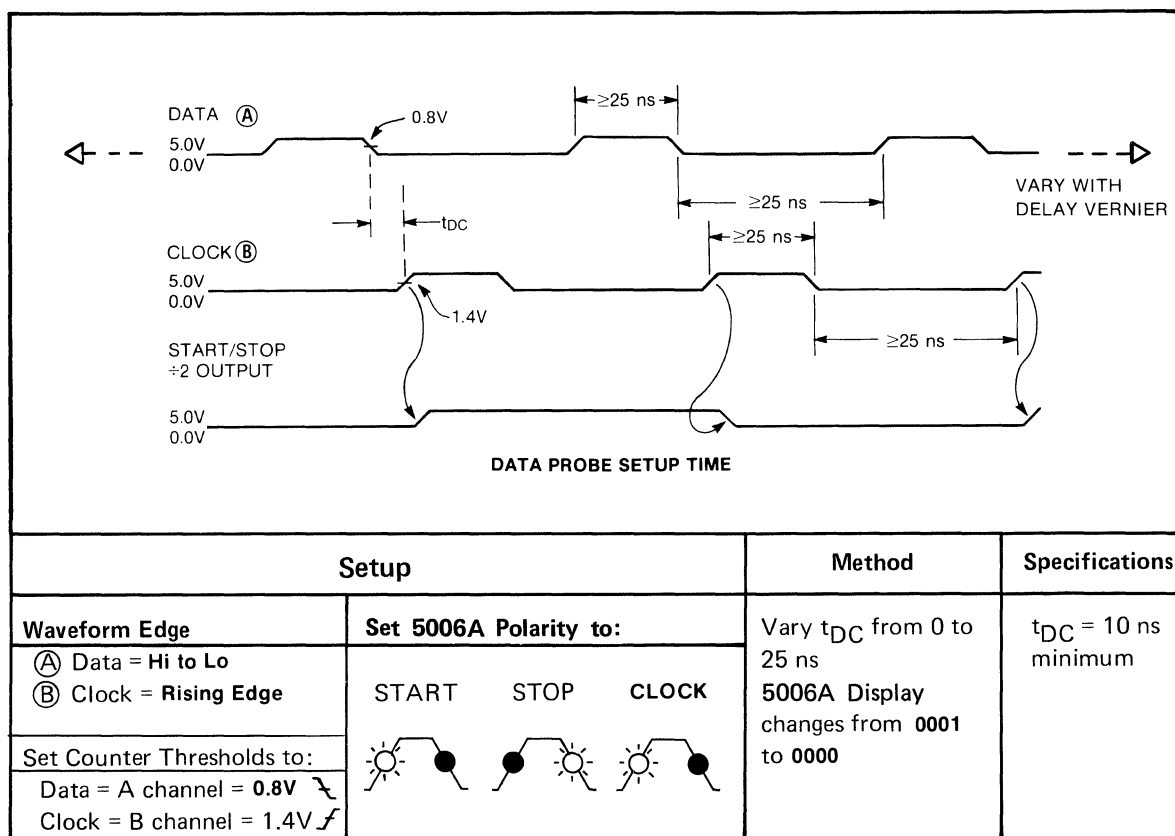 ≥25 ns
DATA Ⓐ
0.8V
5.0V
0.0V
VARY WITH
DELAY VERNIER
≥25 ns
tDC
≥25 ns
CLOCK Ⓑ
5.0V
0.0V
1.4V
≥25 ns
START/STOP
÷2 OUTPUT
5.0V
0.0V
DATA PROBE SETUP TIME
Setup
Method
Specifications
Waveform Edge
Ⓐ Data = Hi to Lo
Ⓑ Clock = Rising Edge
Set Counter Thresholds to:
Data = A channel = 0.8V
Clock = B channel = 1.4V
Set 5006A Polarity to:
START STOP CLOCK
Vary tDC from 0 to
25 ns
5006A Display
changes from 0001
to 0000
tDC = 10 ns
minimum